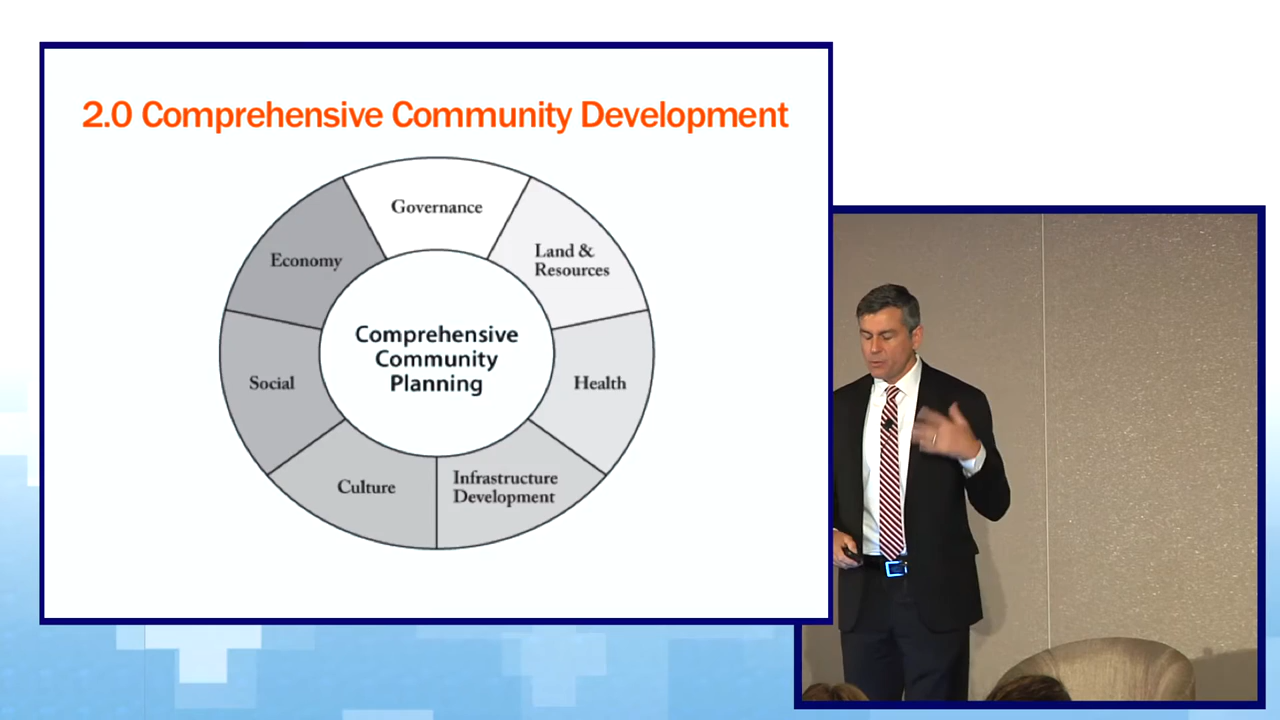 2.0 Comprehensive Community Development
Governance
Land &
Resources
Economy
Comprehensive
Community
Planning
Social
Health
Culture
Infrastructure
Development